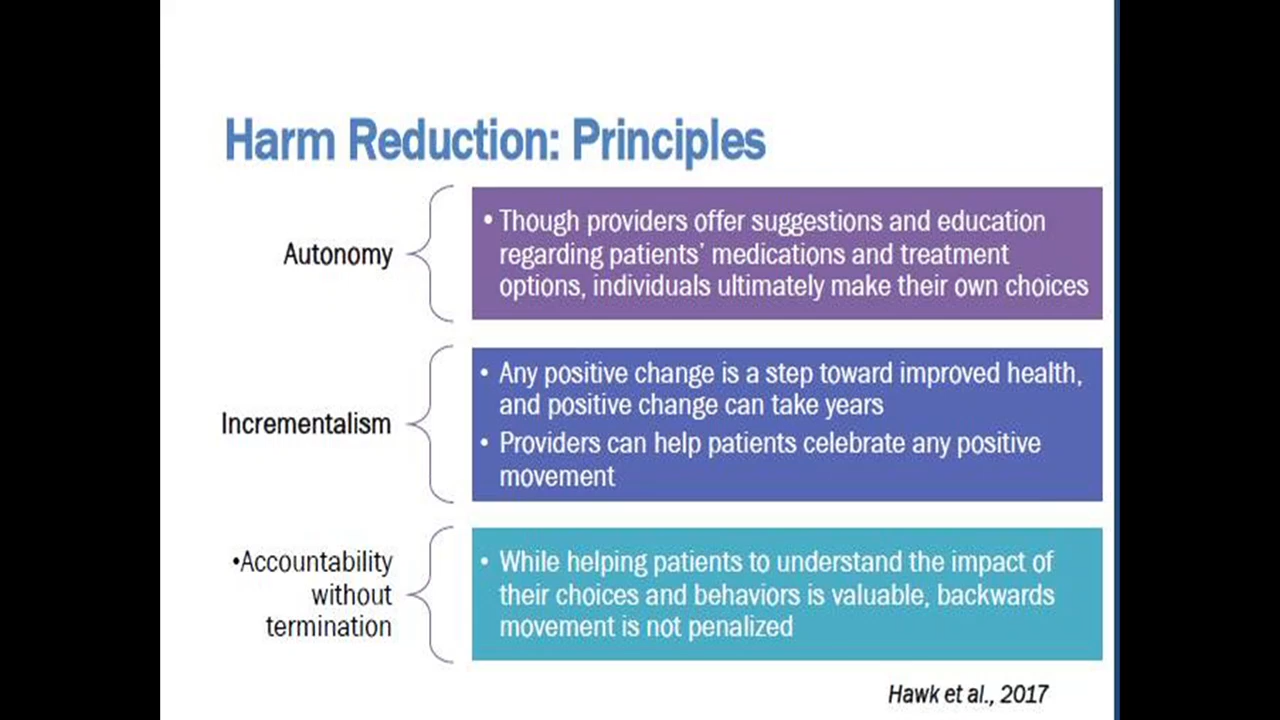 Harm Reduction: Principles
Autonomy
• Though providers offer suggestions and education
regarding patients' medications and treatment
options, individuals ultimately make their own choices
Incrementalism
• Any positive change is a step toward improved health,
and positive change can take years
• Providers can help patients celebrate any positive
movement
•Accountability
without
termination
• While helping patients to understand the impact of
their choices and behaviors is valuable, backwards
movement is not penalized
Hawk et al., 2017